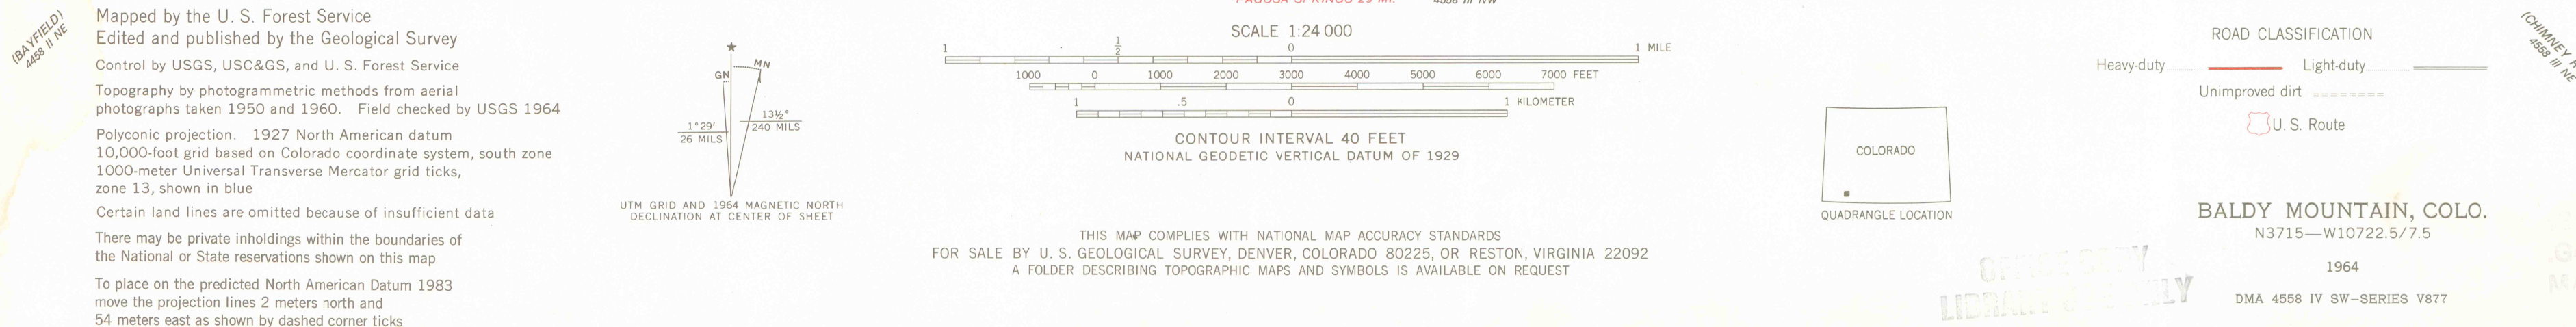 (BAYFIELD)
4458 II NE
Mapped by the U. S. Forest Service
Edited and published by the Geological Survey
Control by USGS, USC&GS, and U. S. Forest Service
Topography by photogrammetric methods from aerial
photographs taken 1950 and 1960. Field checked by USGS 1964
Polyconic projection. 1927 North American datum
10,000-foot grid based on Colorado coordinate system, south zone
1000-meter Universal Transverse Mercator grid ticks,
zone 13, shown in blue
Certain land lines are omitted because of insufficient data
There may be private inholdings within the boundaries of
the National or State reservations shown on this map
To place on the predicted North American Datum 1983
move the projection lines 2 meters north and
54 meters east as shown by dashed corner ticks
★
GN
MN
1°29'
26 MILS
13½°
240 MILS
UTM GRID AND 1964 MAGNETIC NORTH
DECLINATION AT CENTER OF SHEET
PAGOSA SPRINGS 29 MI.
4558 III NW
SCALE 1:24 000
1 ½ 0 1 MILE
1000 0 1000 2000 3000 4000 5000 6000 7000 FEET
1 .5 0 1 KILOMETER
CONTOUR INTERVAL 40 FEET
NATIONAL GEODETIC VERTICAL DATUM OF 1929
THIS MAP COMPLIES WITH NATIONAL MAP ACCURACY STANDARDS
FOR SALE BY U. S. GEOLOGICAL SURVEY, DENVER, COLORADO 80225, OR RESTON, VIRGINIA 22092
A FOLDER DESCRIBING TOPOGRAPHIC MAPS AND SYMBOLS IS AVAILABLE ON REQUEST
COLORADO
QUADRANGLE LOCATION
ROAD CLASSIFICATION
Heavy-duty Light-duty
Unimproved dirt
U. S. Route
(CHIMNEY
4558 III NE
BALDY MOUNTAIN, COLO.
N3715—W10722.5/7.5
1964
DMA 4558 IV SW-SERIES V877